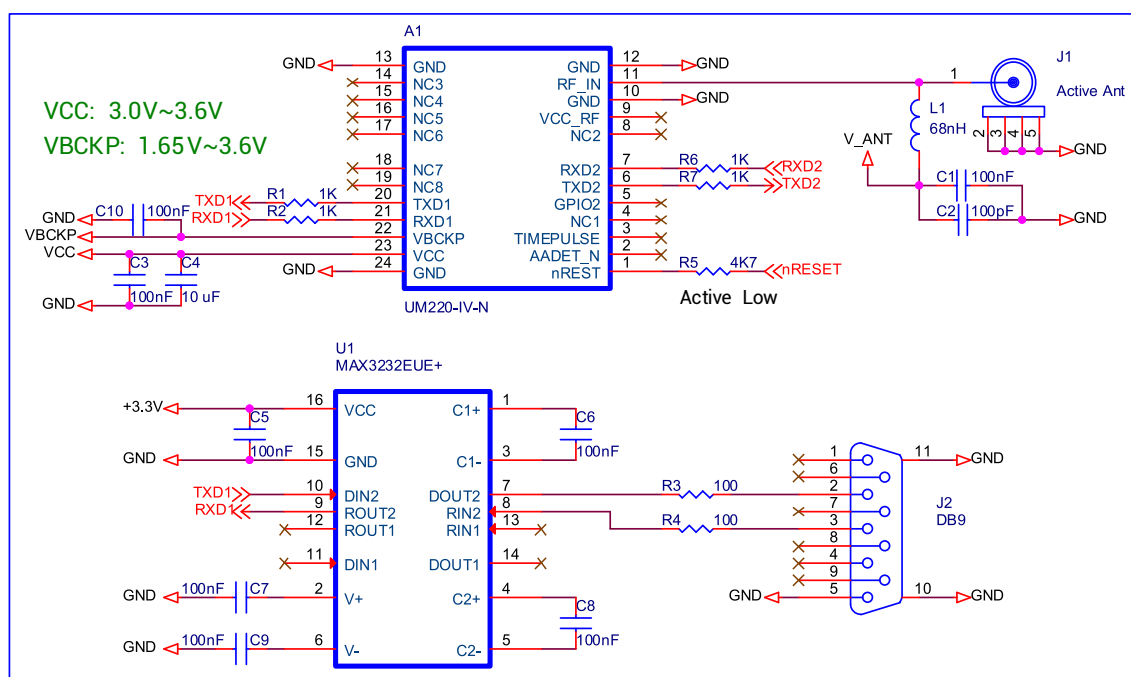 A1
GND 13 GND GND 12 GND
14 NC3 RF_IN 11
15 NC4 GND 10 GND
16 NC5 VCC_RF 9
17 NC6 NC2 8
18 NC7 RXD2 7 R6 1K RXD2
19 NC8 TXD2 6 R7 1K TXD2
TXD1 R1 1K 20 TXD1 GPIO2 5
RXD1 R2 1K 21 RXD1 NC1 4
VBCKP 22 VBCKP TIMEPULSE 3
VCC 23 VCC AADET_N 2
GND 24 GND nREST 1 R5 4K7 nRESET
UM220-IV-N
Active Low
VCC: 3.0V~3.6V
VBCKP: 1.65V~3.6V
GND C10 100nF
C3 C4
GND 100nF 10 uF
J1
1 Active Ant
2 3 4 5
GND
L1
68nH
V_ANT
C1 100nF
C2 100pF GND
U1
MAX3232EUE+
+3.3V 16 VCC C1+ 1 C6
C5
100nF 100nF
GND 15 GND C1- 3
TXD1 10 DIN2 DOUT2 7 R3 100
RXD1 9 ROUT2 RIN2 8
12 ROUT1 RIN1 13 R4 100
11 DIN1 DOUT1 14
GND 100nF C7 2 V+ C2+ 4 C8
GND 100nF C9 6 V- C2- 5 100nF
1 11 GND
6
2
7 J2
3 DB9
8
4
9
GND 5 10 GND